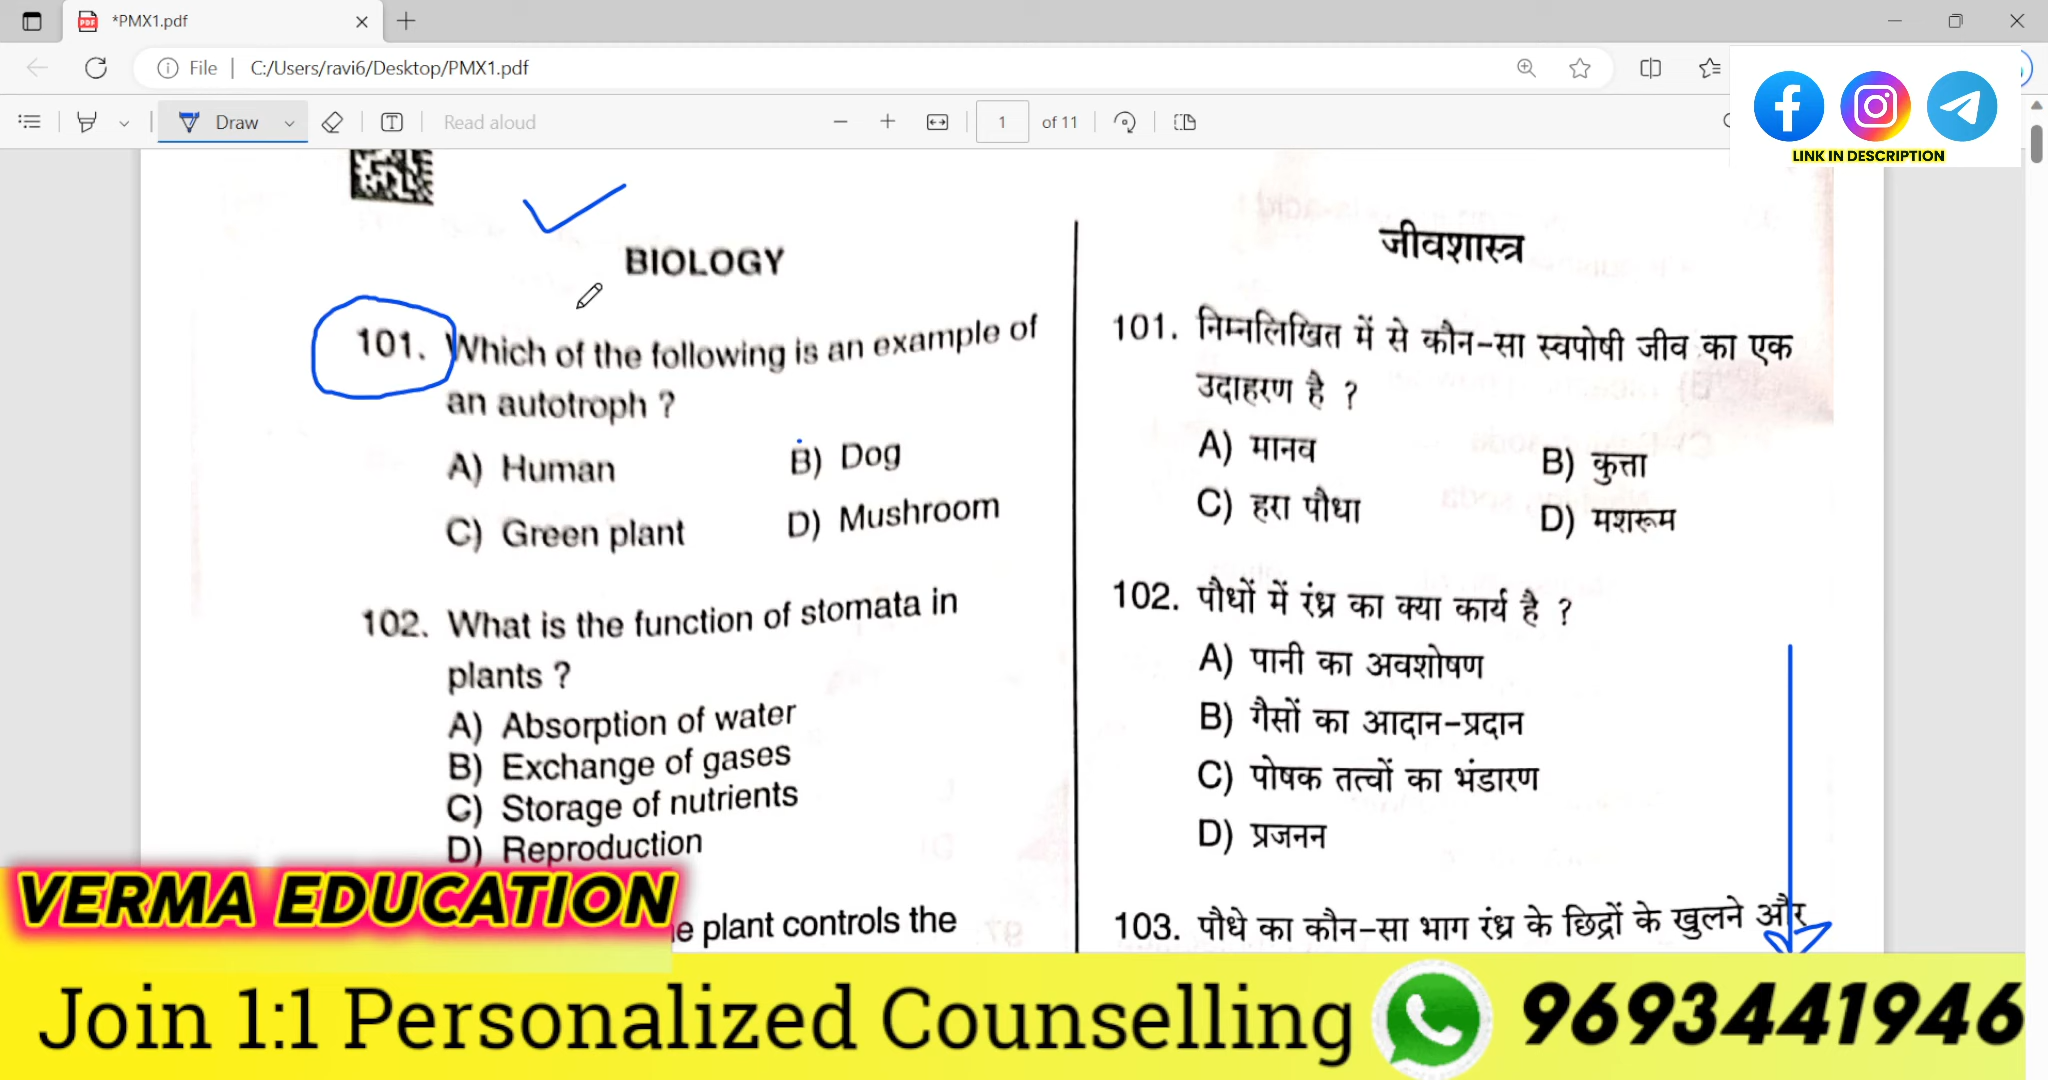 *PMX1.pdf
File | C:/Users/ravi6/Desktop/PMX1.pdf
Draw
Read aloud
1 of 11
LINK IN DESCRIPTION
BIOLOGY
101. Which of the following is an example of
an autotroph ?
A) Human B) Dog
C) Green plant D) Mushroom
102. What is the function of stomata in
plants ?
A) Absorption of water
B) Exchange of gases
C) Storage of nutrients
D) Reproduction
plant controls the
जीवशास्त्र
101. निम्नलिखित में से कौन-सा स्वपोषी जीव का एक
उदाहरण है ?
A) मानव B) कुत्ता
C) हरा पौधा D) मशरूम
102. पौधों में रंध्र का क्या कार्य है ?
A) पानी का अवशोषण
B) गैसों का आदान-प्रदान
C) पोषक तत्वों का भंडारण
D) प्रजनन
103. पौधे का कौन-सा भाग रंध्र के छिद्रों के खुलने और
VERMA EDUCATION
Join 1:1 Personalized Counselling 9693441946